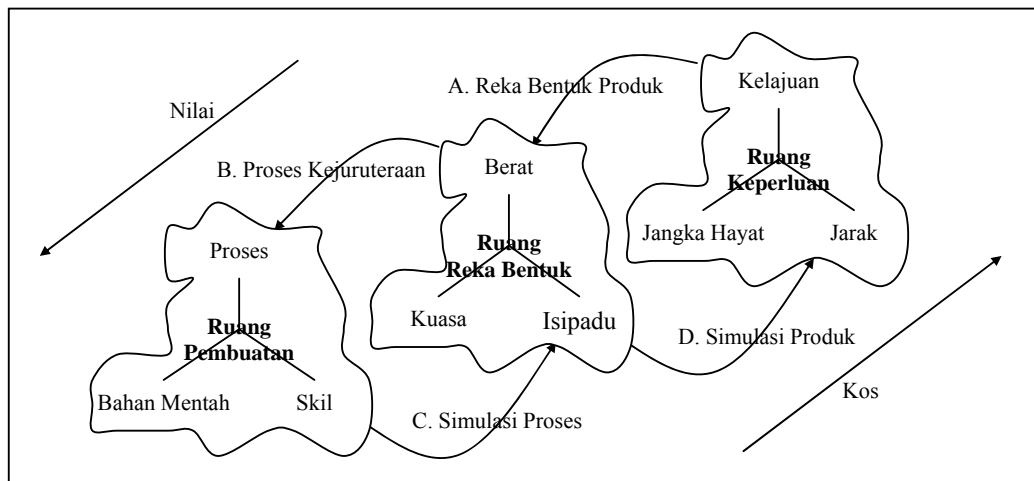 Kelajuan
A. Reka Bentuk Produk
Nilai
Ruang
Keperluan
B. Proses Kejuruteraan
Berat
Jangka Hayat
Jarak
Proses
Ruang
Reka Bentuk
Kuasa
Isipadu
Ruang
Pembuatan
D. Simulasi Produk
Bahan Mentah
Skil
C. Simulasi Proses
Kos